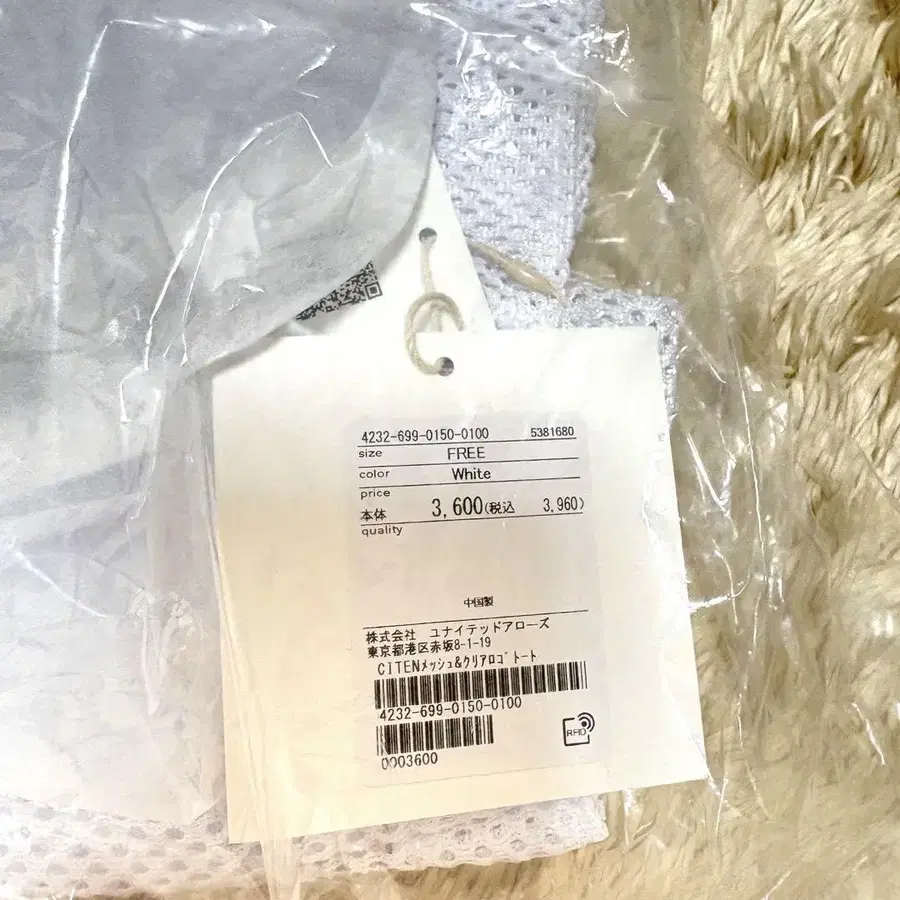 4232-699-0150-0100 5381680
size FREE
color White
price
本体 3,600(税込 3,960)
quality
中国製
株式会社 ユナイテッドアローズ
東京都港区赤坂8-1-19
CITENメッシュ&クリアロゴトート
4232-699-0150-0100
0003600
RFID